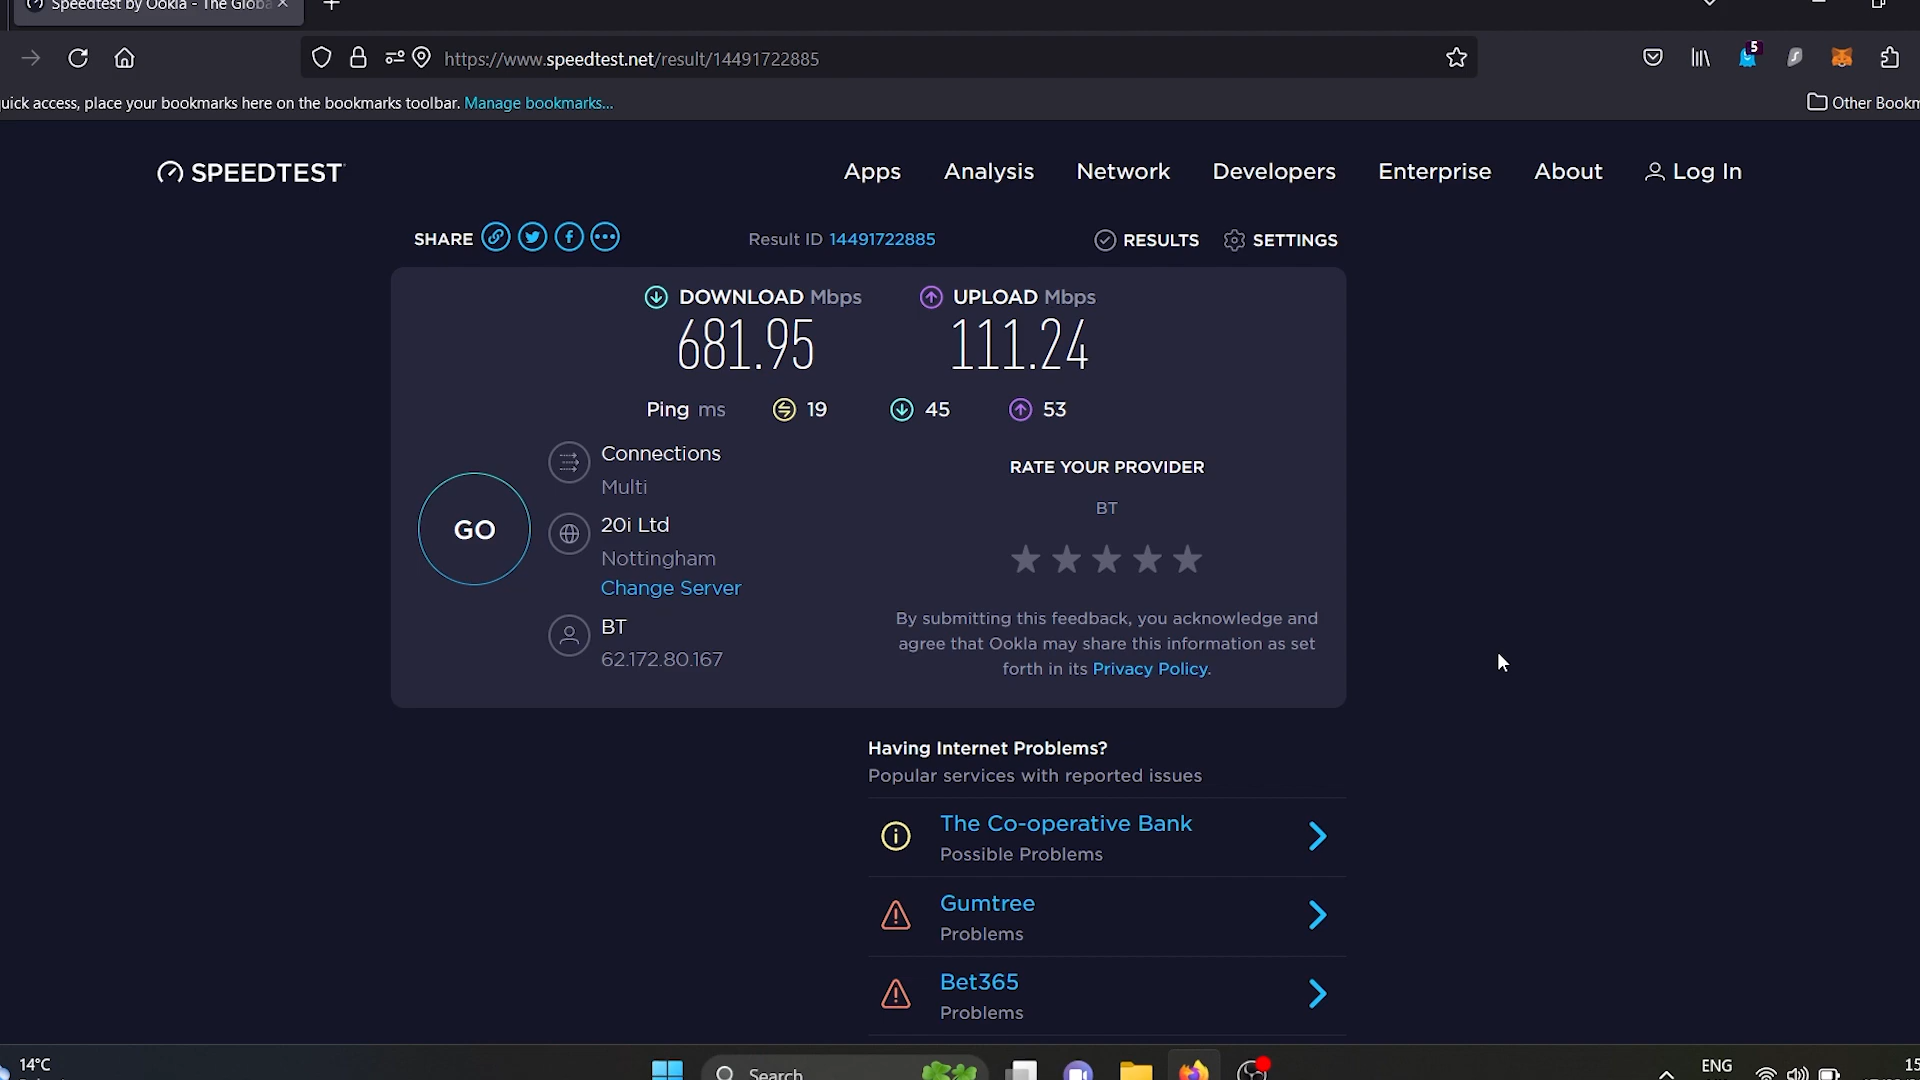 Speedtest by Ookla - The Globa
https://www.speedtest.net/result/14491722885
5
quick access, place your bookmarks here on the bookmarks toolbar. Manage bookmarks...
Other Bookm
SPEEDTEST
Apps
Analysis
Network
Developers
Enterprise
About
Log In
SHARE
Result ID 14491722885
RESULTS
SETTINGS
DOWNLOAD Mbps
681.95
UPLOAD Mbps
111.24
Ping ms
19
45
53
Connections
Multi
GO
20i Ltd
Nottingham
Change Server
BT
62.172.80.167
RATE YOUR PROVIDER
BT
By submitting this feedback, you acknowledge and
agree that Ookla may share this information as set
forth in its Privacy Policy.
Having Internet Problems?
Popular services with reported issues
The Co-operative Bank
Possible Problems
Gumtree
Problems
Bet365
Problems
14°C
Search
ENG
15